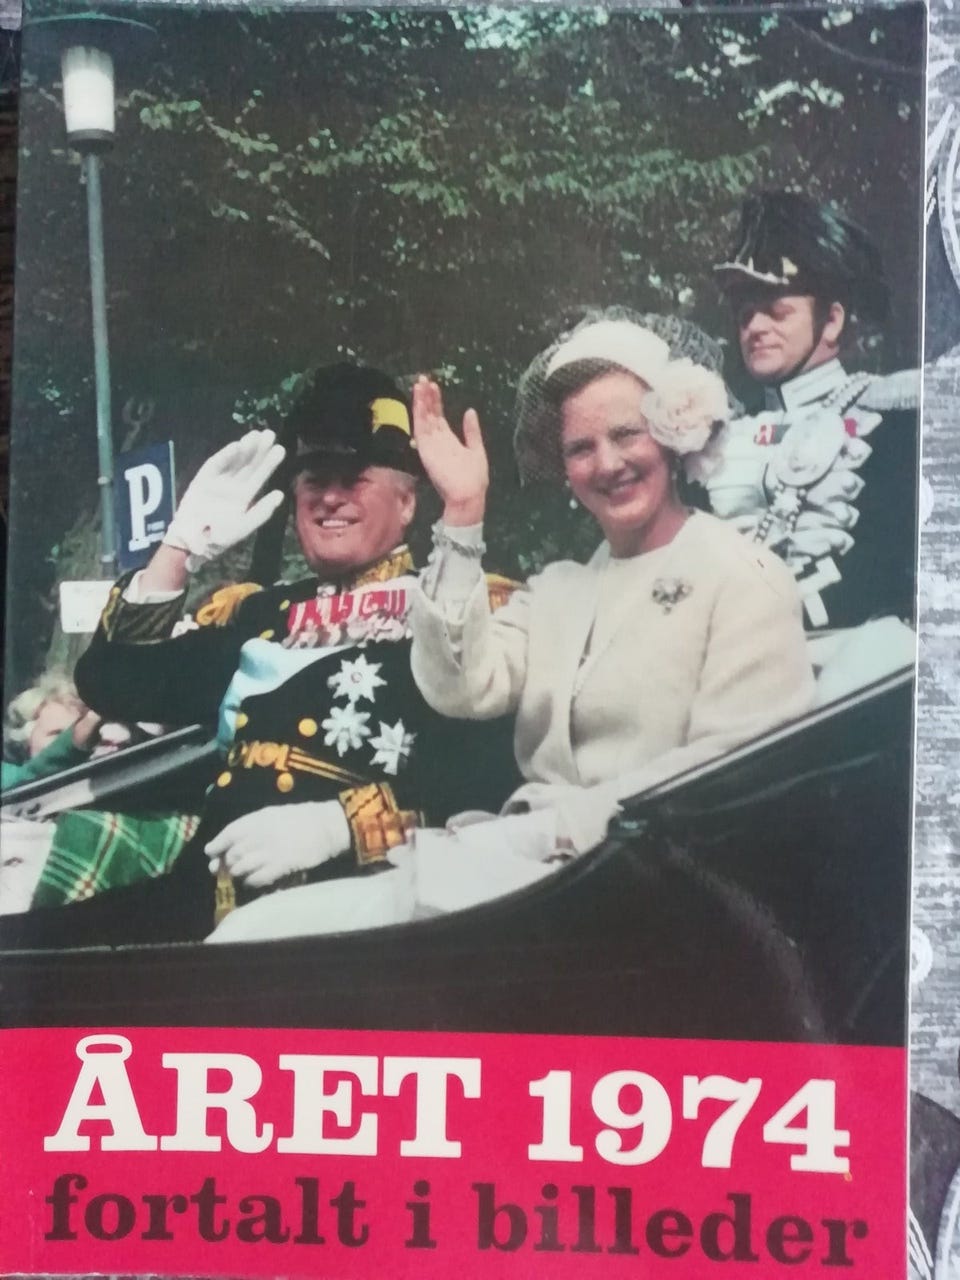 P
ÅRET 1974
fortalt i billeder